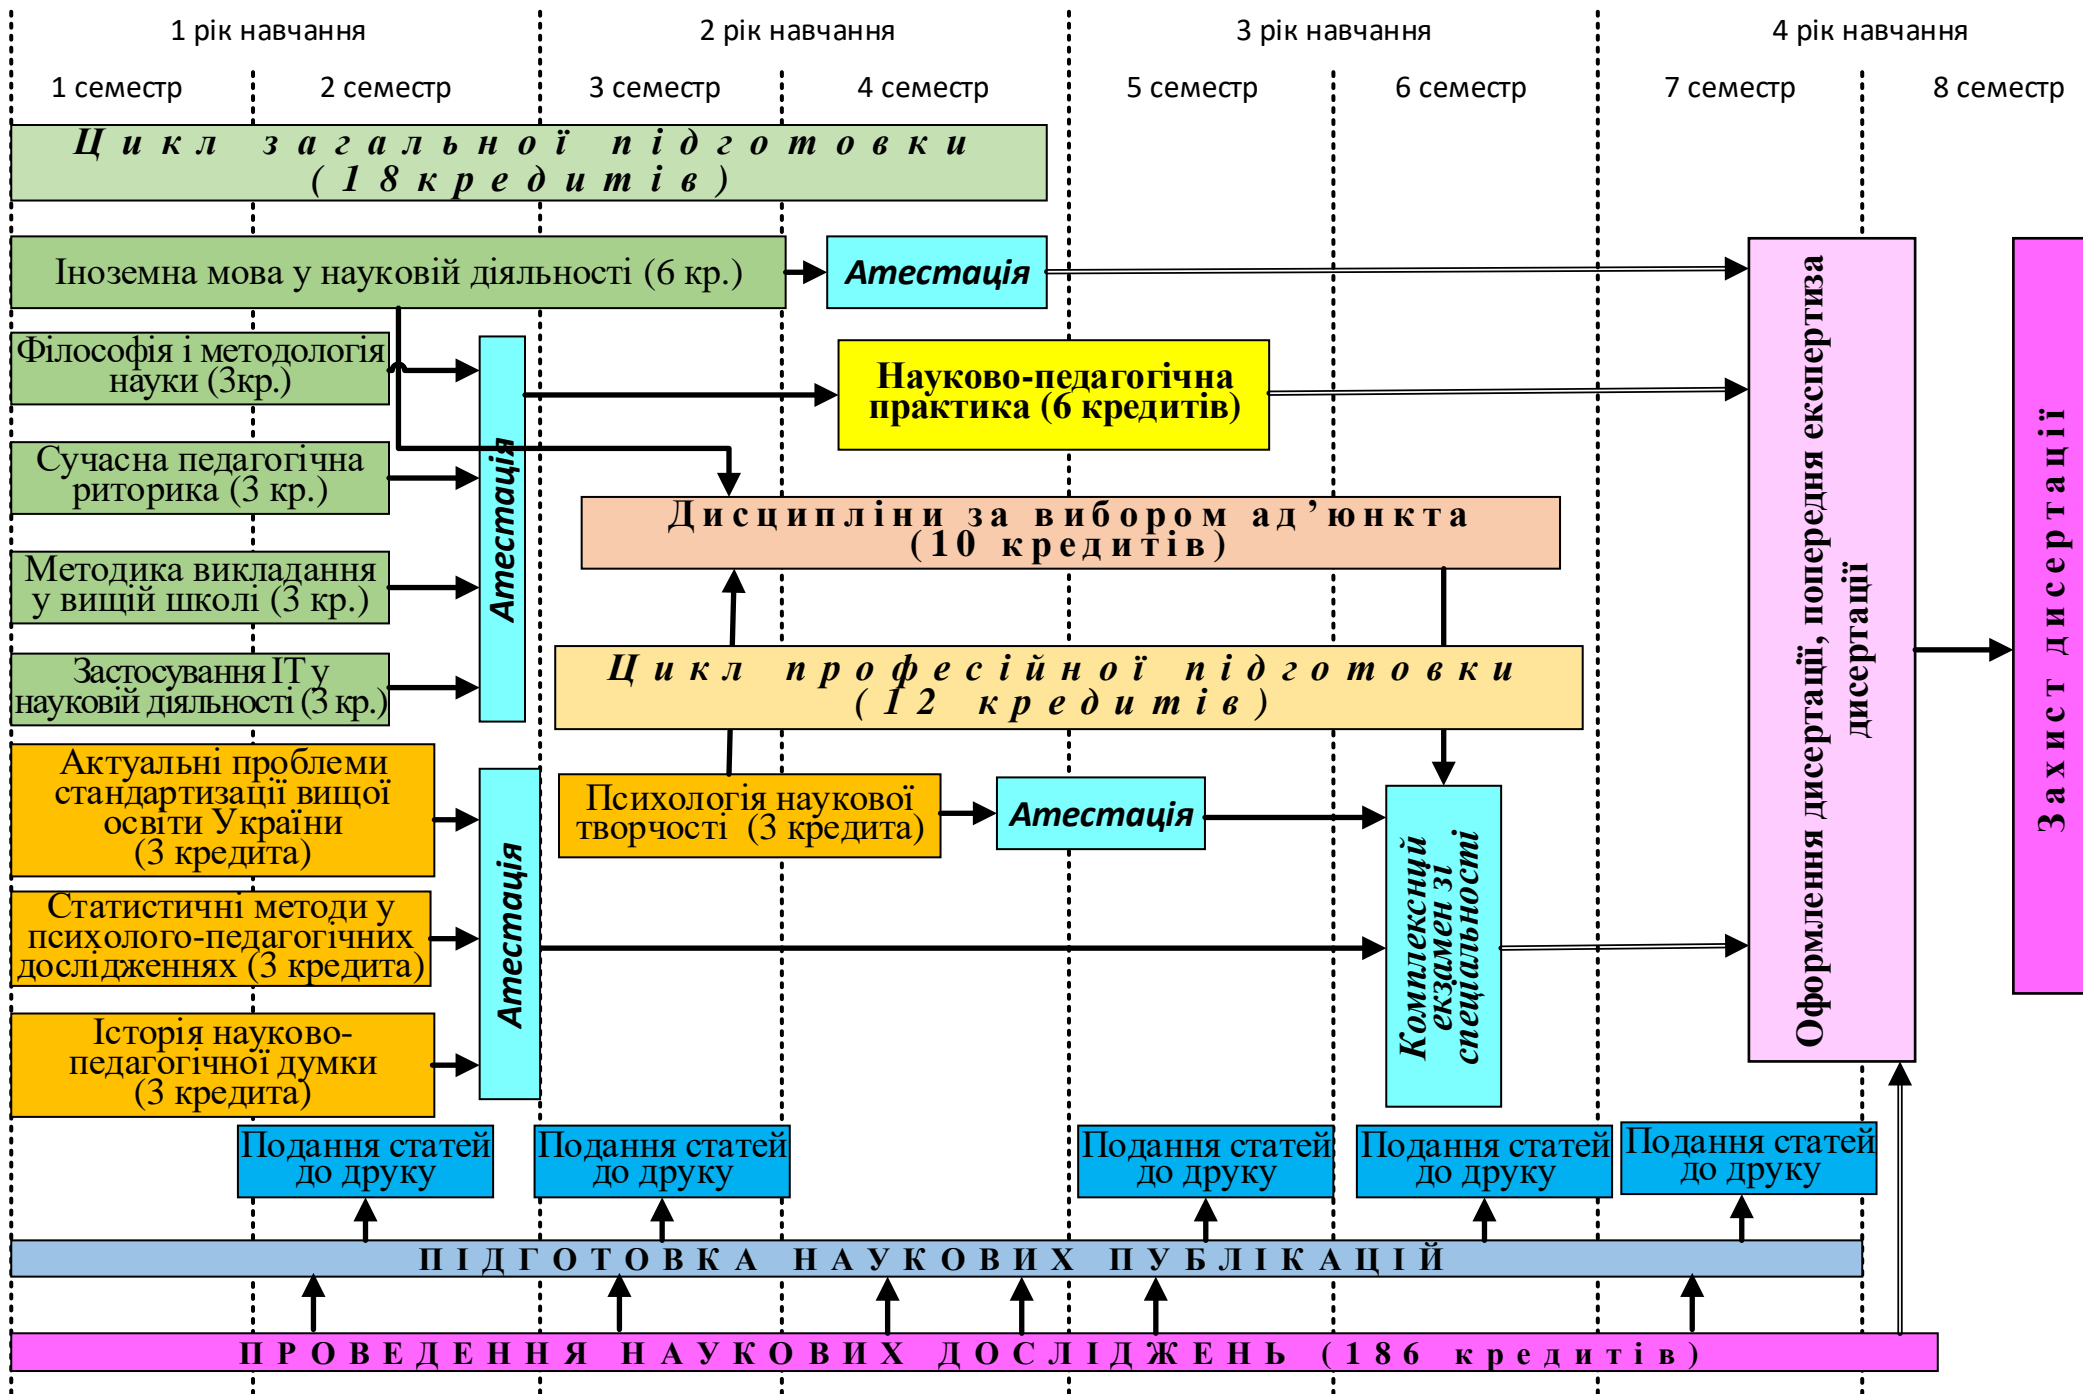 1 рік навчання
2 рік навчання
3 рік навчання
4 рік навчання
1 семестр
2 семестр
3 семестр
4 семестр
5 семестр
6 семестр
7 семестр
8 семестр
Цикл загальної підготовки
(18кредитів)
Іноземна мова у науковій діяльності (6 кр.)
Атестація
Філософія і методологія
науки (3кр.)
Сучасна педагогічна
риторика (3 кр.)
Методика викладання
у вищій школі (3 кр.)
Застосування ІТ у
науковій діяльності (3 кр.)
Атестація
Науково-педагогічна
практика (6 кредитів)
Дисципліни за вибором ад’юнкта
(10 кредитів)
Цикл професійної підготовки
(12 кредитів)
Актуальні проблеми
стандартизації вищої
освіти України
(3 кредита)
Статистичні методи у
психолого-педагогічних
дослідженнях (3 кредита)
Історія науково-
педагогічної думки
(3 кредита)
Атестація
Психологія наукової
творчості (3 кредита)
Атестація
Комплексниц
екзамен зі
спеціальності
Оформлення дисертації, попередня експертиза
дисертації
Захист дисертації
Подання статей
до друку
Подання статей
до друку
Подання статей
до друку
Подання статей
до друку
Подання статей
до друку
ПІДГОТОВКА НАУКОВИХ ПУБЛІКАЦІЙ
ПРОВЕДЕННЯ НАУКОВИХ ДОСЛІДЖЕНЬ (186 кредитів)